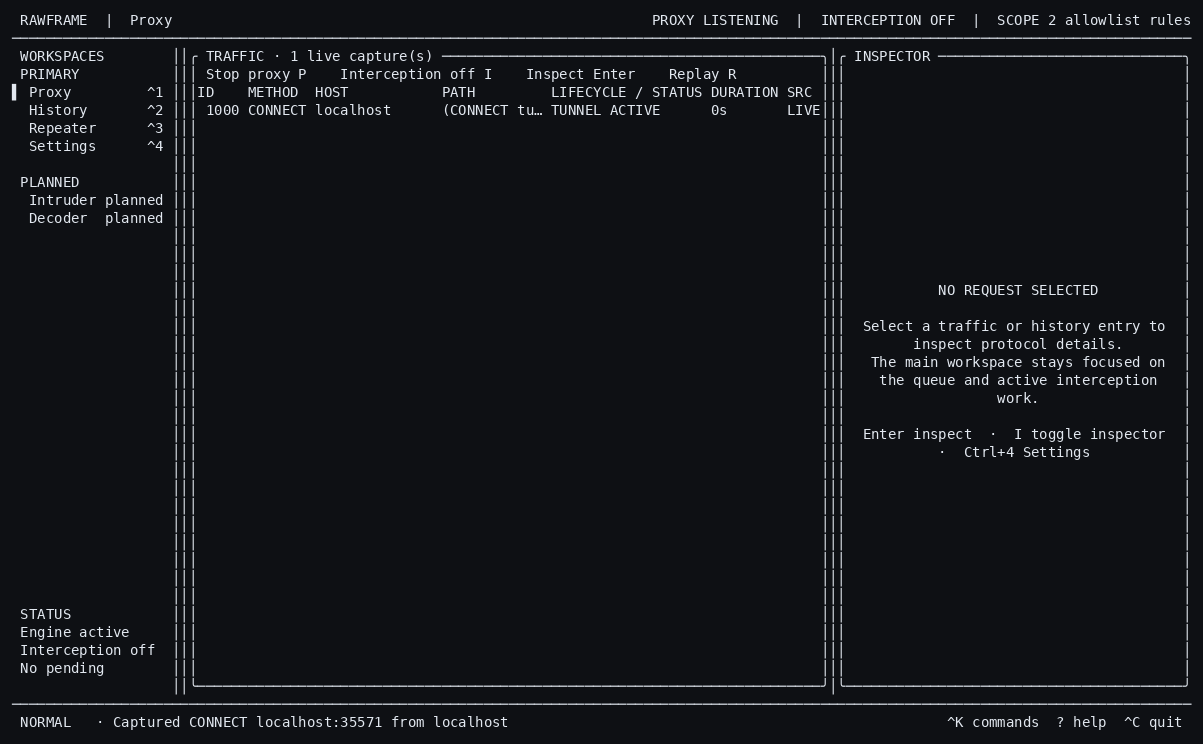 RAWFRAME | Proxy PROXY LISTENING | INTERCEPTION OFF | SCOPE 2 allowlist rules
WORKSPACES
PRIMARY
Proxy ^1
History ^2
Repeater ^3
Settings ^4
PLANNED
Intruder planned
Decoder planned
STATUS
Engine active
Interception off
No pending
TRAFFIC · 1 live capture(s)
Stop proxy P Interception off I Inspect Enter Replay R
ID METHOD HOST PATH LIFECYCLE / STATUS DURATION SRC
1000 CONNECT localhost (CONNECT tu… TUNNEL ACTIVE 0s LIVE
INSPECTOR
NO REQUEST SELECTED
Select a traffic or history entry to
inspect protocol details.
The main workspace stays focused on
the queue and active interception
work.
Enter inspect · I toggle inspector
· Ctrl+4 Settings
NORMAL · Captured CONNECT localhost:35571 from localhost ^K commands ? help ^C quit